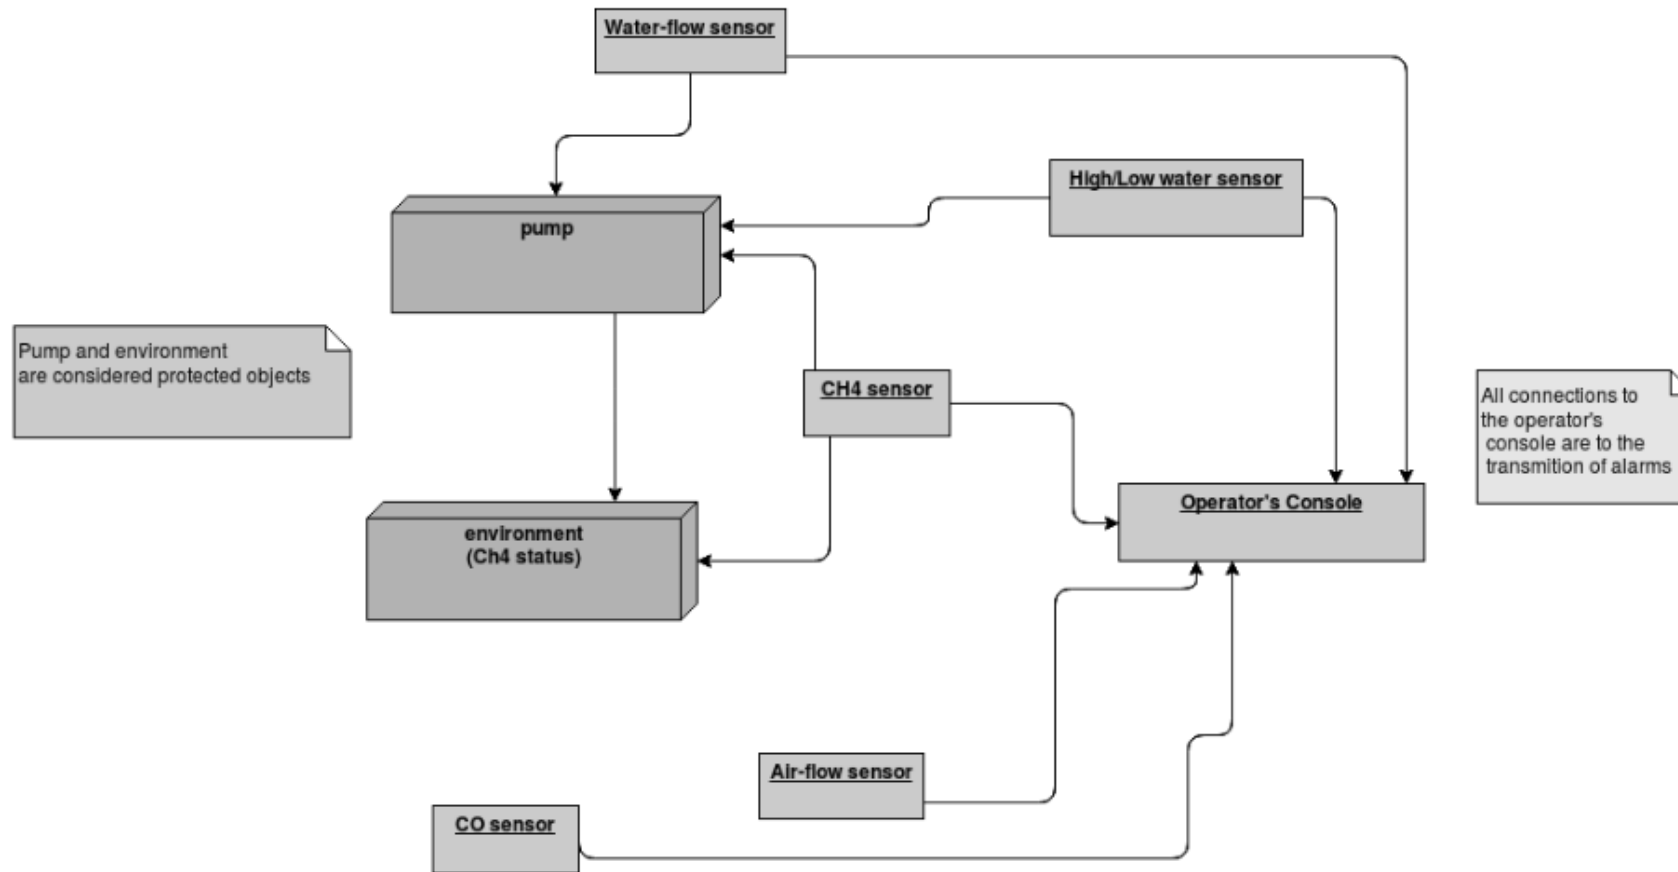 Water-flow sensor
High/Low water sensor
pump
Pump and environment
are considered protected objects
CH4 sensor
All connections to
the operator's
console are to the
transmition of alarms
Operator's Console
environment
(Ch4 status)
Air-flow sensor
CO sensor